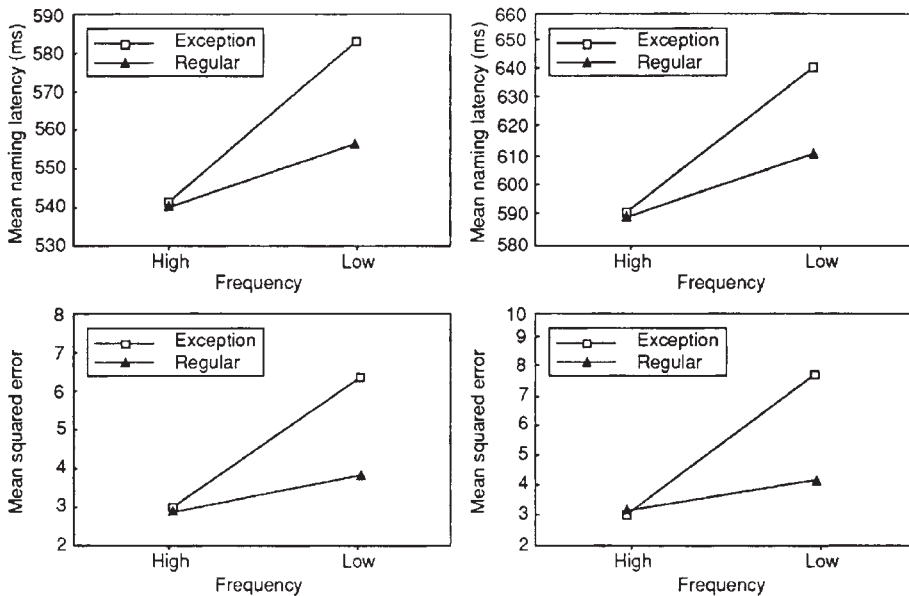 Mean naming latency (ms)
590
580
570
560
550
540
530
Exception
Regular
High
Low
Frequency
Mean naming latency (ms)
660
650
640
630
620
610
600
590
580
Exception
Regular
High
Low
Frequency
Mean squared error
8
7
6
5
4
3
2
Exception
Regular
High
Low
Frequency
Mean squared error
10
9
8
7
6
5
4
3
2
Exception
Regular
High
Low
Frequency